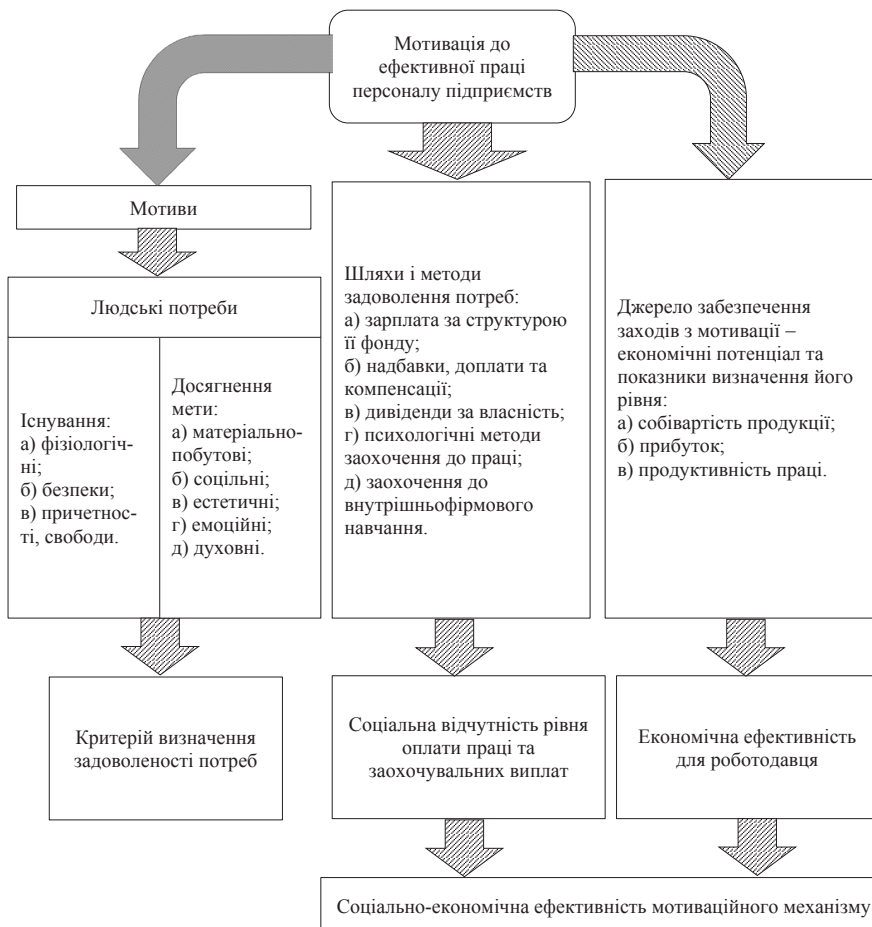 Мотивація до
ефективної праці
персоналу підприємств
Мотиви
Людські потреби
Існування:
а) фізіологіч-
ні;
б) безпеки;
в) причетнос-
ті, свободи.
Досягнення
мети:
а) матеріально-
побутові;
б) соцільні;
в) естетичні;
г) емоційні;
д) духовні.
Шляхи і методи
задоволення потреб:
а) зарплата за структурою
її фонду;
б) надбавки, доплати та
компенсації;
в) дивіденди за власність;
г) психологічні методи
заохочення до праці;
д) заохочення до
внутрішньофірмового
навчання.
Джерело забезпечення
заходів з мотивації –
економічні потенціал та
показники визначення його
рівня:
а) собівартість продукції;
б) прибуток;
в) продуктивність праці.
Критерій визначення
задоволеності потреб
Соціальна відчутність рівня
оплати праці та
заохочувальних виплат
Економічна ефективність
для роботодавця
Соціально-економічна ефективність мотиваційного механізму